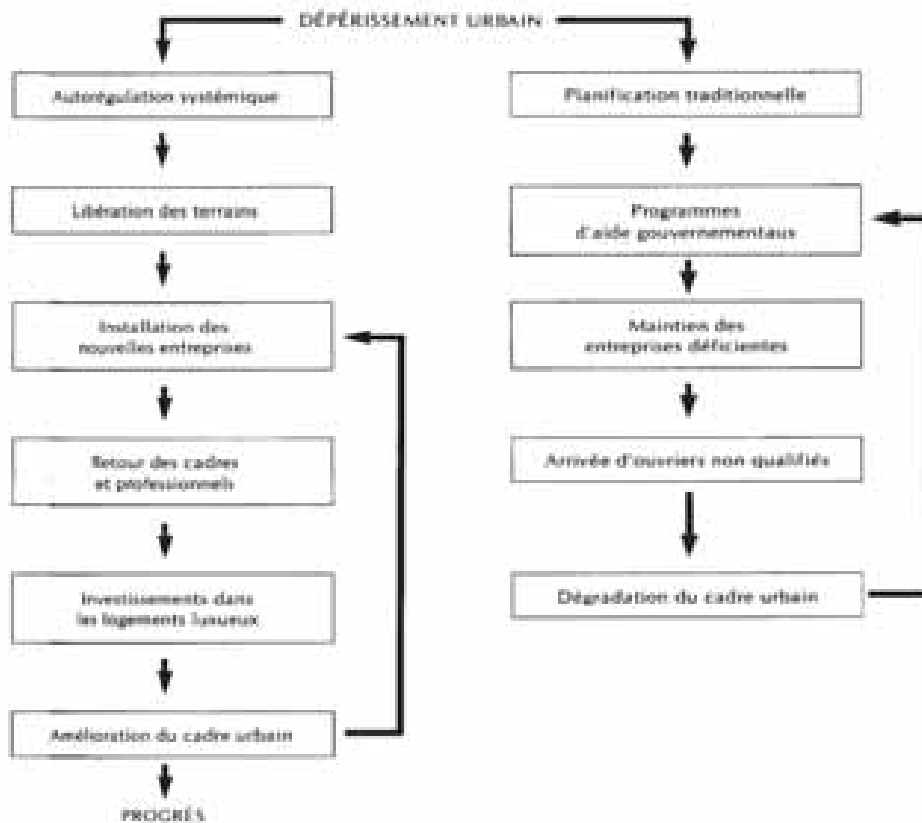 DÉPÉRISSEMENT URBAIN
Autorégulation systémique
Libération des terrains
Installation des
nouvelles entreprises
Retour des cadres
et professionnels
Investissements dans
les logements luxueux
Amélioration du cadre urbain
PROGRÈS
Planification traditionnelle
Programmes
d'aide gouvernementaux
Maintien des
entreprises déficientes
Arrivée d'ouvriers non qualifiés
Dégradation du cadre urbain